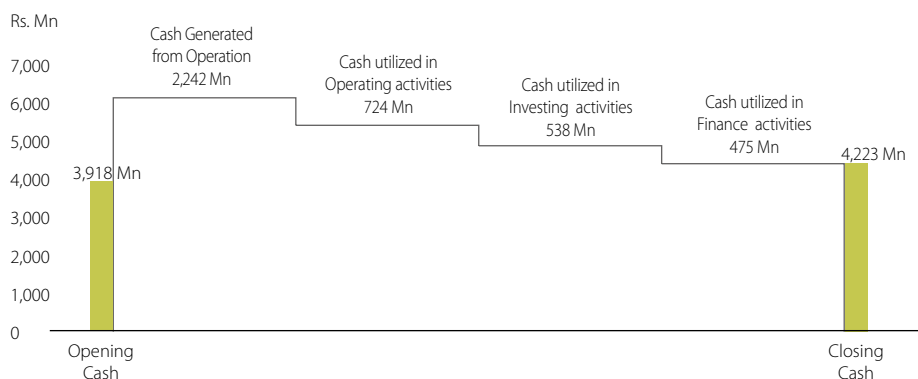 Rs. Mn
7,000
6,000
5,000
4,000
3,000
2,000
1,000
0
Cash Generated
from Operation
2,242 Mn
Cash utilized in
Operating activities
724 Mn
Cash utilized in
Investing activities
538 Mn
Cash utilized in
Finance activities
475 Mn
3,918 Mn
4,223 Mn
Opening
Cash
Closing
Cash